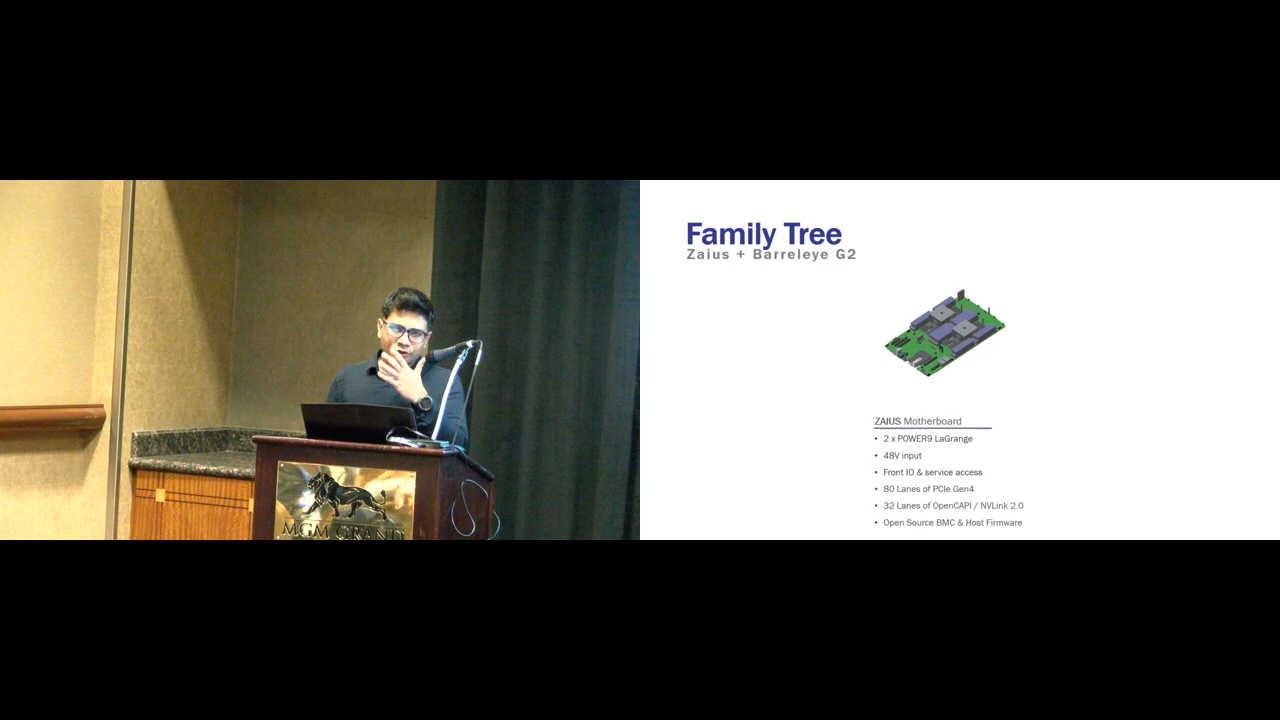 MGM GRAND
Family Tree
Zaius + Barreleye G2
ZAIUS Motherboard
• 2 x POWER9 LaGrange
• 48V input
• Front IO & service access
• 80 Lanes of PCIe Gen4
• 32 Lanes of OpenCAPI / NVLink 2.0
• Open Source BMC & Host Firmware